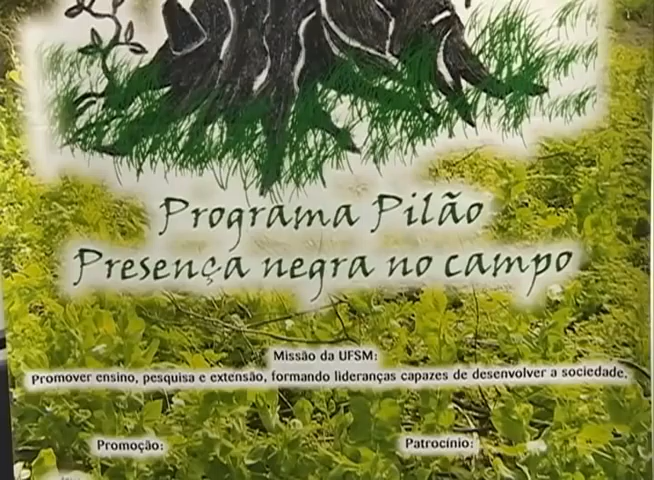 Programa Pilão
Presença negra no campo
Missão da UFSM:
Promover ensino, pesquisa e extensão, formando lideranças capazes de desenvolver a sociedade.
Promoção:
Patrocínio: